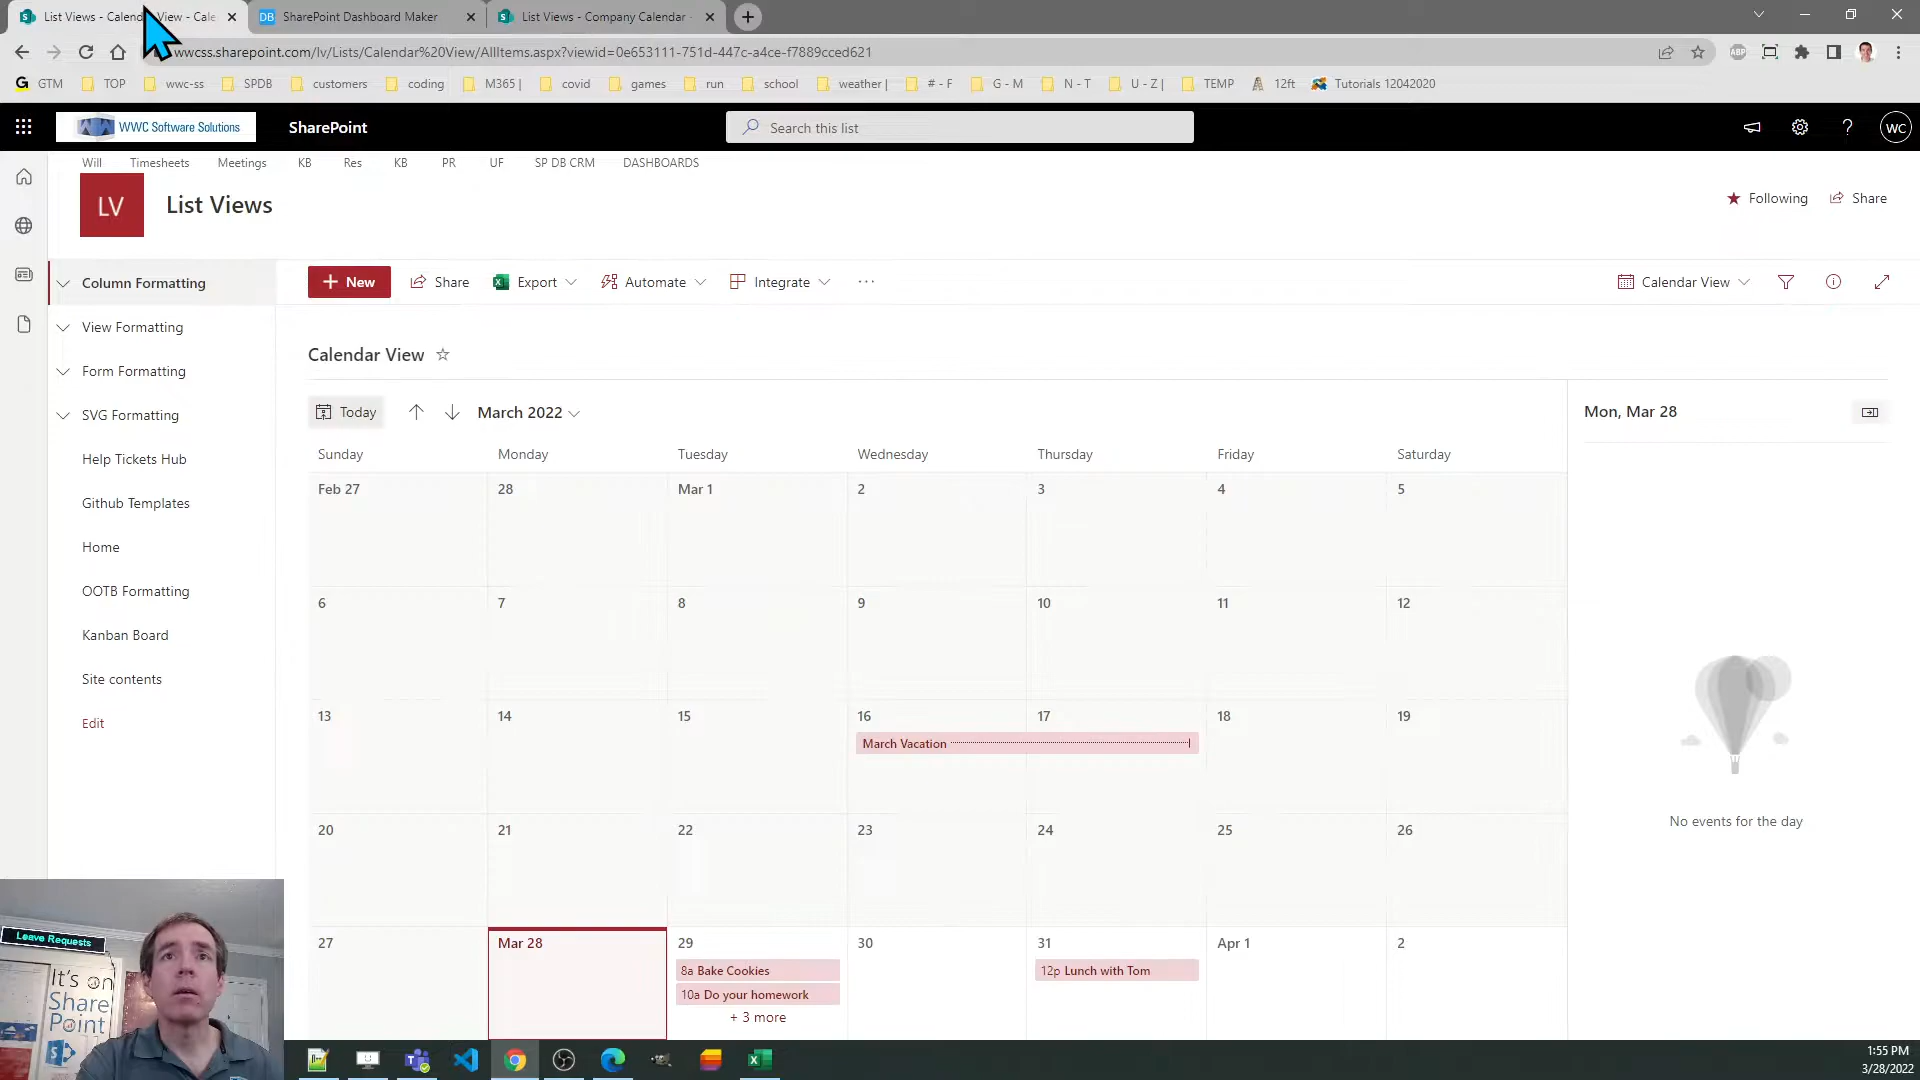 List Views - Calendar View - Cale
SharePoint Dashboard Maker
List Views - Company Calendar -
wwcss.sharepoint.com/lv/Lists/Calendar%20View/AllItems.aspx?viewid=0e653111-751d-447c-a4ce-f7889cced621
GTM TOP wwc-ss SPDB customers coding M365 | covid games run school weather | # - F G - M N - T U - Z | TEMP 12ft Tutorials 12042020
WWC Software Solutions
SharePoint
Search this list
WC
Will Timesheets Meetings KB Res KB PR UF SP DB CRM DASHBOARDS
LV
List Views
Following
Share
Column Formatting
View Formatting
Form Formatting
SVG Formatting
Help Tickets Hub
Github Templates
Home
OOTB Formatting
Kanban Board
Site contents
Edit
New Share Export Automate Integrate ···
Calendar View
Calendar View
Today
March 2022
Sunday Monday Tuesday Wednesday Thursday Friday Saturday
Feb 27 28 Mar 1 2 3 4 5
6 7 8 9 10 11 12
13 14 15 16 17 18 19
March Vacation
20 21 22 23 24 25 26
27 Mar 28 29 30 31 Apr 1 2
8a Bake Cookies
12p Lunch with Tom
10a Do your homework
+ 3 more
Mon, Mar 28
No events for the day
Leave Requests
It's on
Share
Point
1:55 PM
3/28/2022